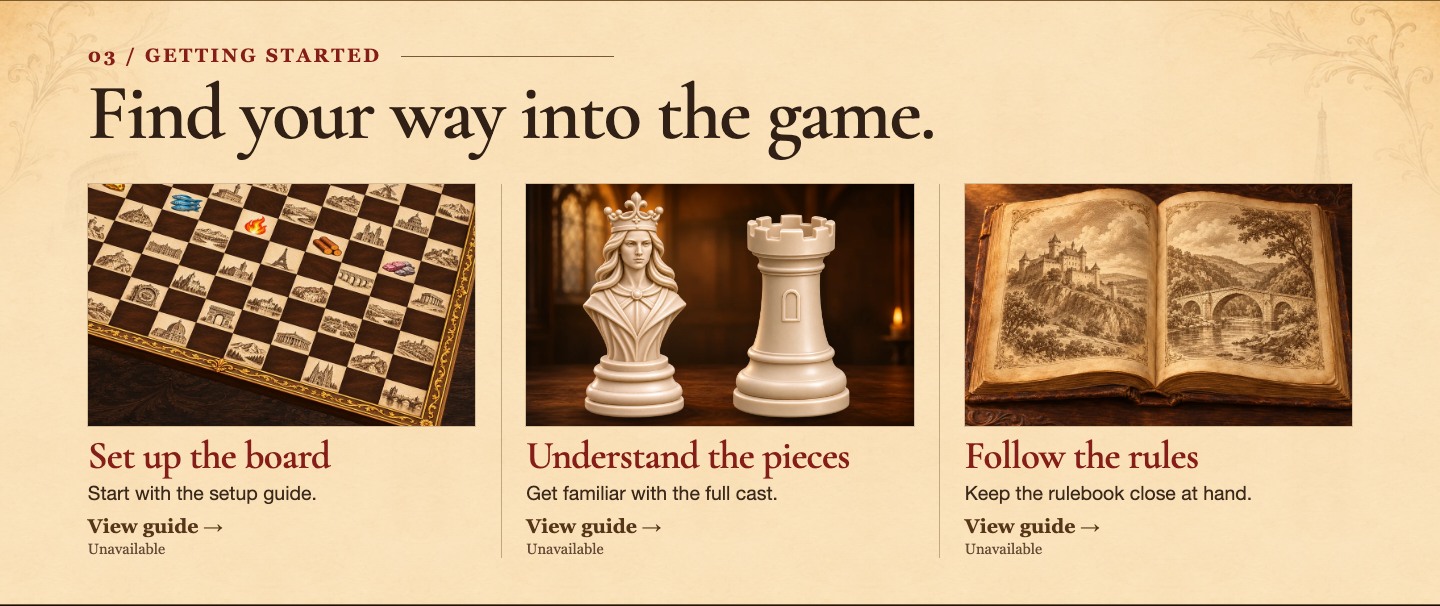 03 / GETTING STARTED
Find your way into the game.
Set up the board
Start with the setup guide.
View guide →
Unavailable
Understand the pieces
Get familiar with the full cast.
View guide →
Unavailable
Follow the rules
Keep the rulebook close at hand.
View guide →
Unavailable